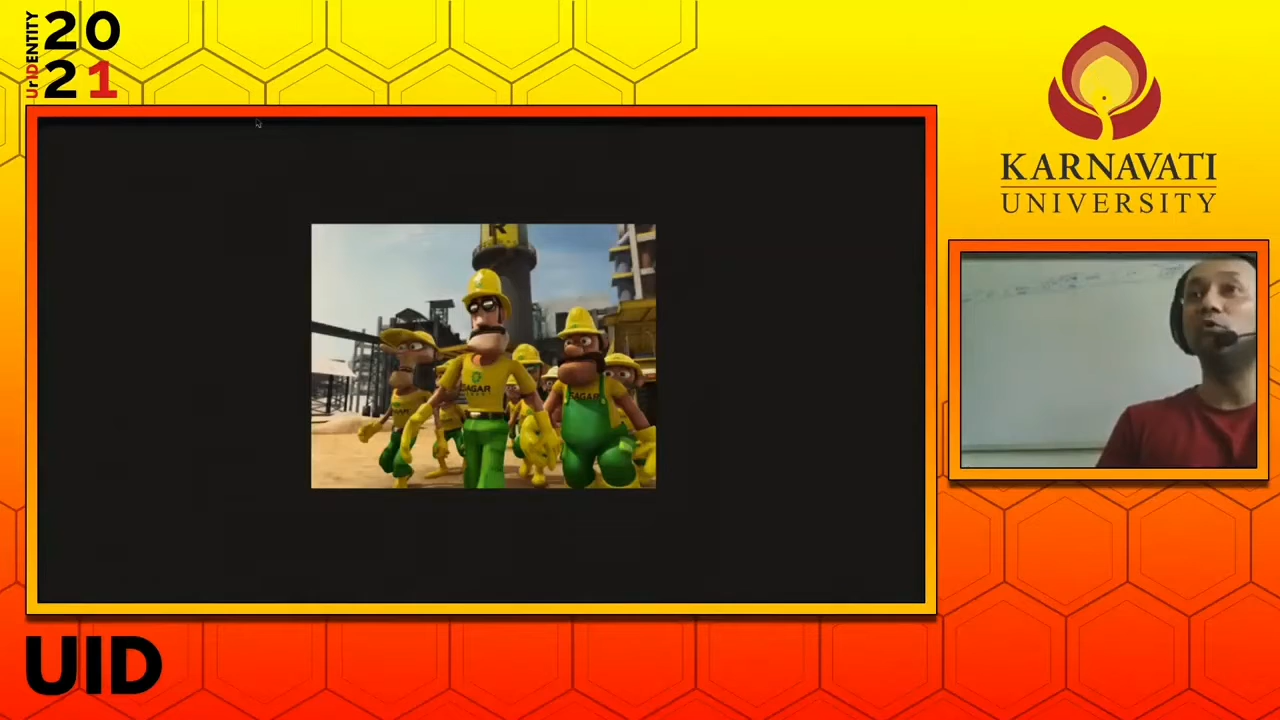 UrIDENTITY
20
21
KARNAVATI
UNIVERSITY
R
SAGAR
SAGAR
UID